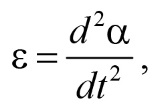 ε = d²α / dt²,